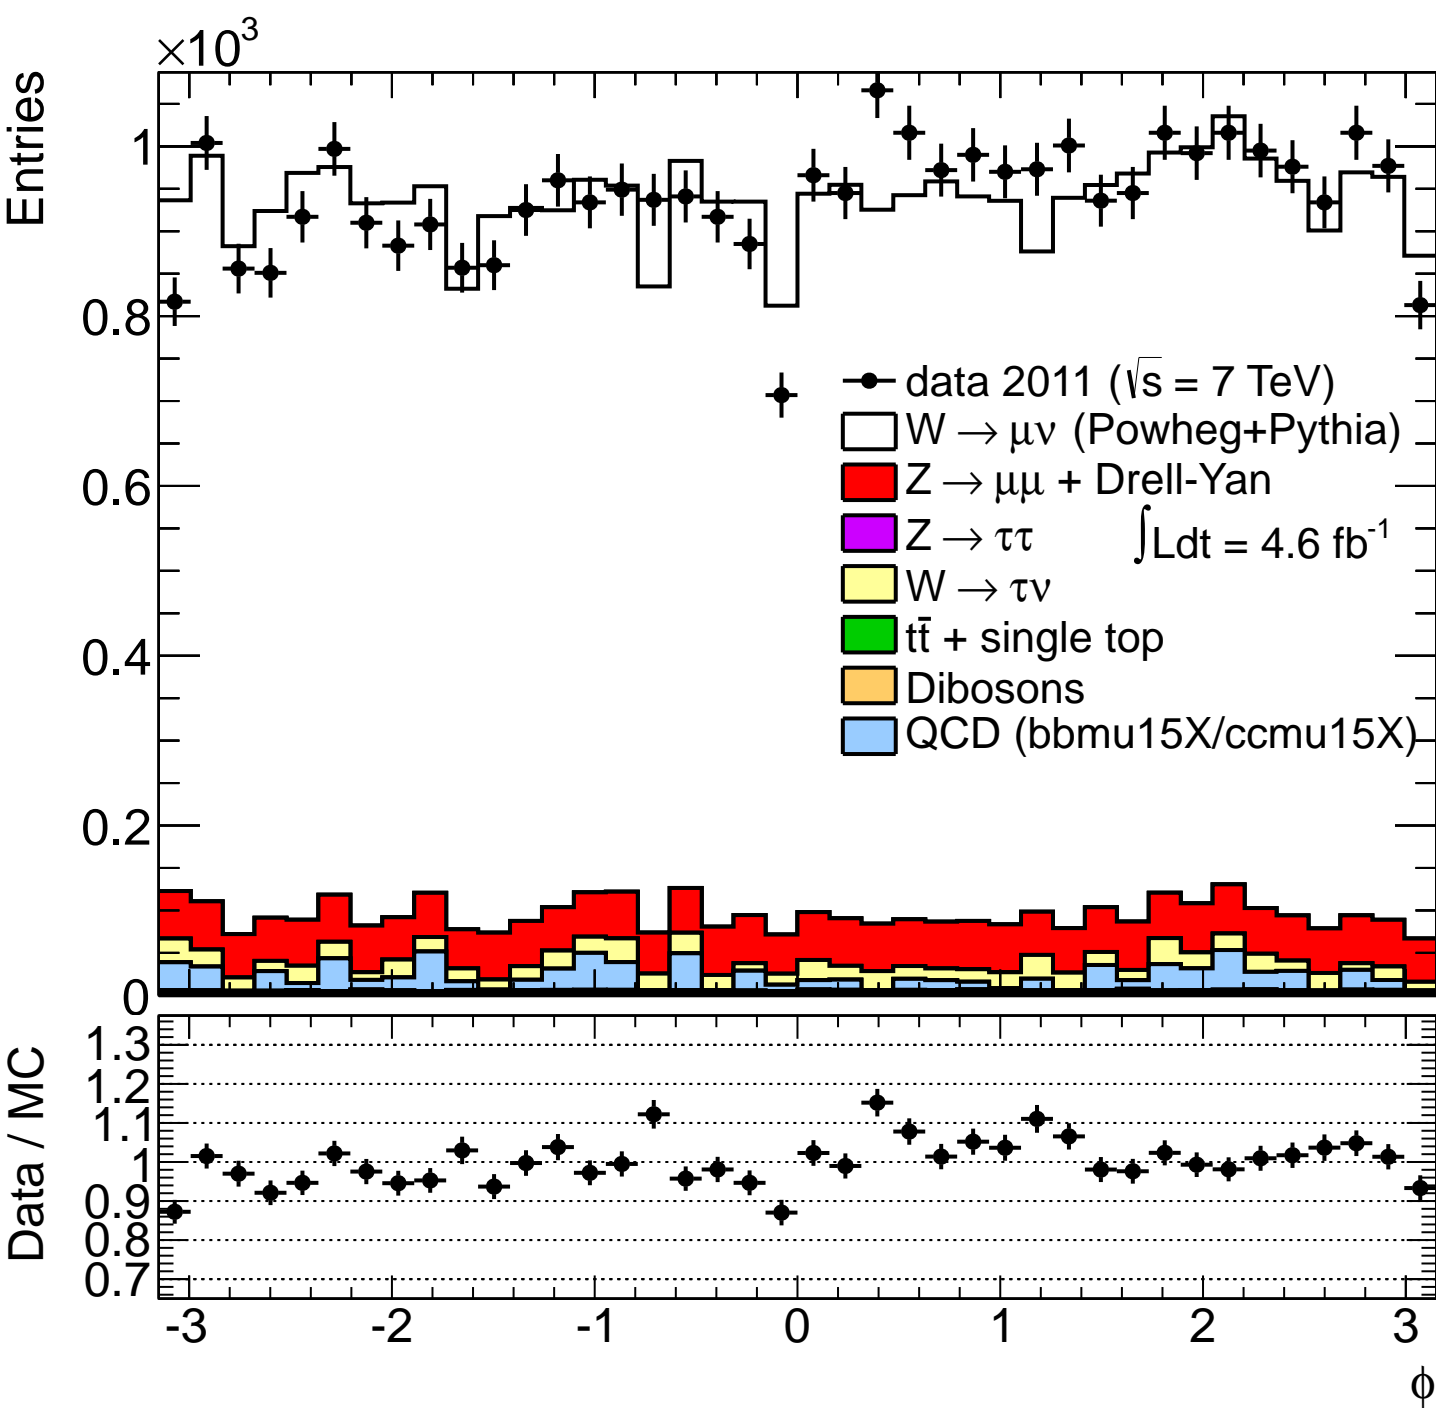 ×10³
Entries
1
0.8
0.6
0.4
0.2
0
data 2011 (√s = 7 TeV)
W → μν (Powheg+Pythia)
Z → μμ + Drell-Yan
Z → ττ
∫Ldt = 4.6 fb⁻¹
W → τν
tt̄ + single top
Dibosons
QCD (bbmu15X/ccmu15X)
Data / MC
1.3
1.2
1.1
1
0.9
0.8
0.7
-3 -2 -1 0 1 2 3
ϕ